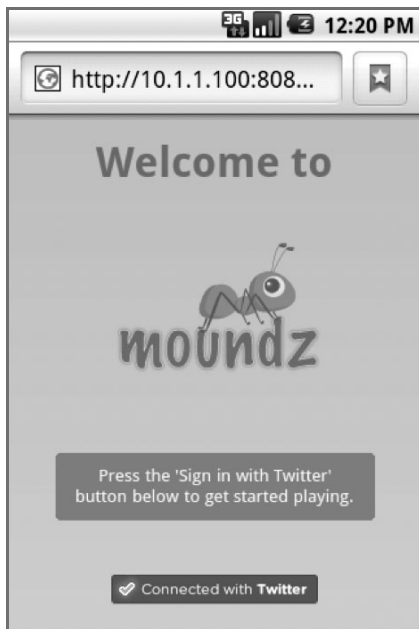 3G 12:20 PM
http://10.1.1.100:808...
Welcome to
moundz
Press the 'Sign in with Twitter'
button below to get started playing.
Connected with Twitter